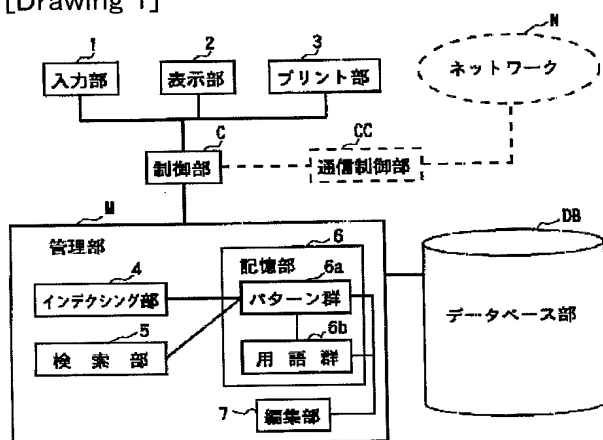 [Drawing 1]
1
2
3
N
入力部
表示部
プリント部
ネットワーク
C
CC
制御部
通信制御部
M
DB
管理部
6
記憶部
4
6a
インデクシング部
パターン群
データベース部
5
6b
検索部
用語群
7
編集部